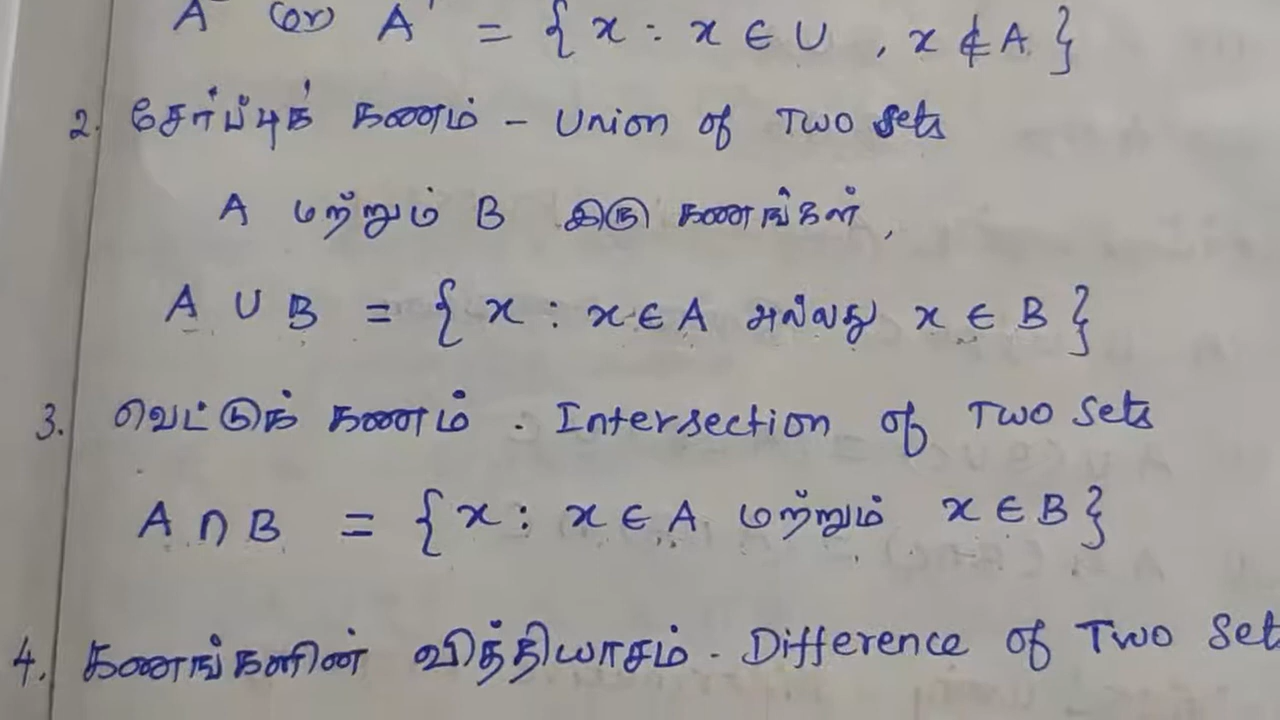 A' (or) A' = { x : x ∈ U , x ∉ A }
2. சேர்ப்புக் கணம் - Union of Two Sets
A மற்றும் B இரு கணங்கள்,
A ∪ B = { x : x ∈ A அல்லது x ∈ B }
3. வெட்டுக் கணம் . Intersection of Two Sets
A ∩ B = { x : x ∈ A மற்றும் x ∈ B }
4. கணங்களின் வித்தியாசம் . Difference of Two Set